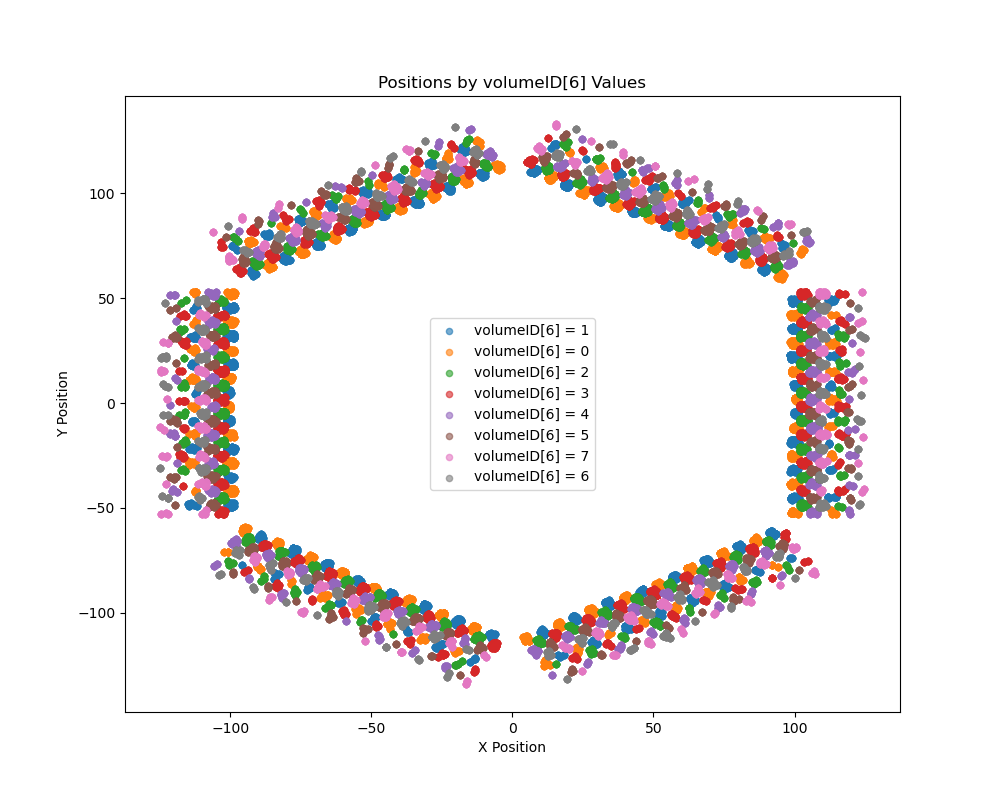 Positions by volumeID[6] Values
100
50
0
−50
−100
Y Position
volumeID[6] = 1
volumeID[6] = 0
volumeID[6] = 2
volumeID[6] = 3
volumeID[6] = 4
volumeID[6] = 5
volumeID[6] = 7
volumeID[6] = 6
−100 −50 0 50 100
X Position